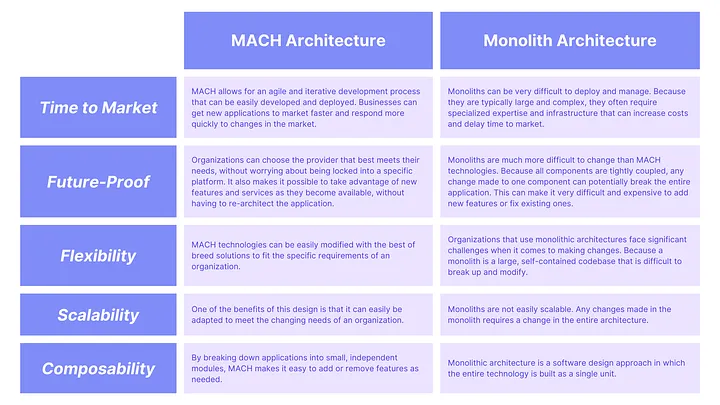 MACH Architecture
Monolith Architecture
Time to Market
MACH allows for an agile and iterative development process
that can be easily developed and deployed. Businesses can
get new applications to market faster and respond more
quickly to changes in the market.
Monoliths can be very difficult to deploy and manage. Because
they are typically large and complex, they often require
specialized expertise and infrastructure that can increase costs
and delay time to market.
Future-Proof
Organizations can choose the provider that best meets their
needs, without worrying about being locked into a specific
platform. It also makes it possible to take advantage of new
features and services as they become available, without
having to re-architect the application.
Monoliths are much more difficult to change than MACH
technologies. Because all components are tightly coupled, any
change made to one component can potentially break the entire
application. This can make it very difficult and expensive to add
new features or fix existing ones.
Flexibility
MACH technologies can be easily modified with the best of
breed solutions to fit the specific requirements of an
organization.
Organizations that use monolithic architectures face significant
challenges when it comes to making changes. Because a
monolith is a large, self-contained codebase that is difficult to
break up and modify.
Scalability
One of the benefits of this design is that it can easily be
adapted to meet the changing needs of an organization.
Monoliths are not easily scalable. Any changes made in the
monolith requires a change in the entire architecture.
Composability
By breaking down applications into small, independent
modules, MACH makes it easy to add or remove features as
needed.
Monolithic architecture is a software design approach in which
the entire technology is built as a single unit.